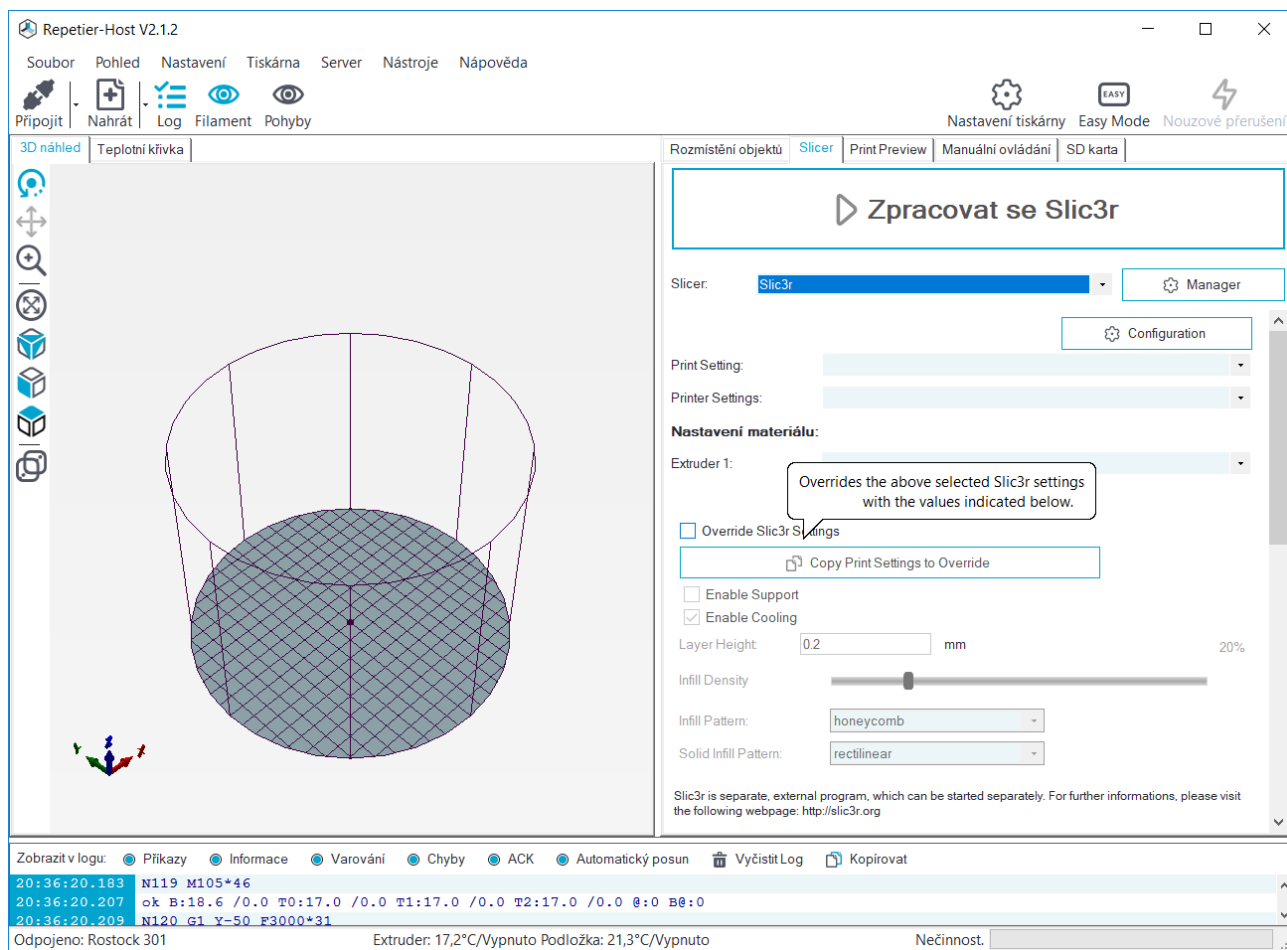 Repetier-Host V2.1.2
Soubor Pohled Nastavení Tiskárna Server Nástroje Nápověda
EASY
Připojit Nahrát Log Filament Pohyby Nastavení tiskárny Easy Mode Nouzové přerušení
3D náhled Teplotní křivka
Rozmístění objektů Slicer Print Preview Manuální ovládání SD karta
Zpracovat se Slic3r
Slicer: Slic3r Manager
Configuration
Print Setting:
Printer Settings:
Nastavení materiálu:
Extruder 1:
Overrides the above selected Slic3r settings
with the values indicated below.
Override Slic3r Settings
Copy Print Settings to Override
Enable Support
Enable Cooling
Layer Height: 0.2 mm 20%
Infill Density
Infill Pattern: honeycomb
Solid Infill Pattern: rectilinear
Slic3r is separate, external program, which can be started separately. For further informations, please visit
the following webpage: http://slic3r.org
Y Z X
Zobrazit v logu: Příkazy Informace Varování Chyby ACK Automatický posun Vyčistit Log Kopírovat
20:36:20.183 N119 M105*46
20:36:20.207 ok B:18.6 /0.0 T0:17.0 /0.0 T1:17.0 /0.0 T2:17.0 /0.0 @:0 B@:0
20:36:20.209 N120 G1 Y-50 F3000*31
Odpojeno: Rostock 301 Extruder: 17,2°C/Vypnuto Podložka: 21,3°C/Vypnuto Nečinnost.